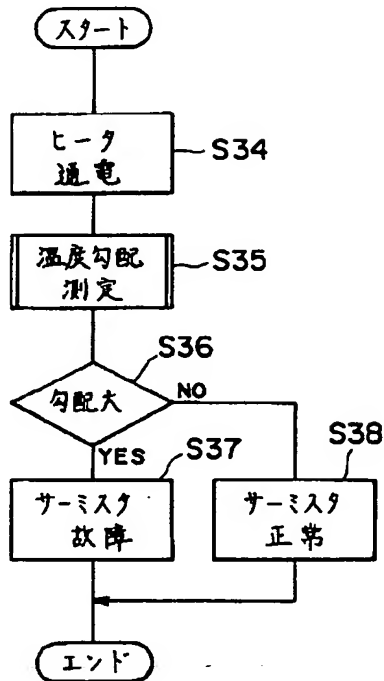 スタート
ヒータ
通電
S34
温度勾配
測定
S35
S36
勾配大
NO
YES
S37
サーミスタ
故障
S38
サーミスタ
正常
エンド